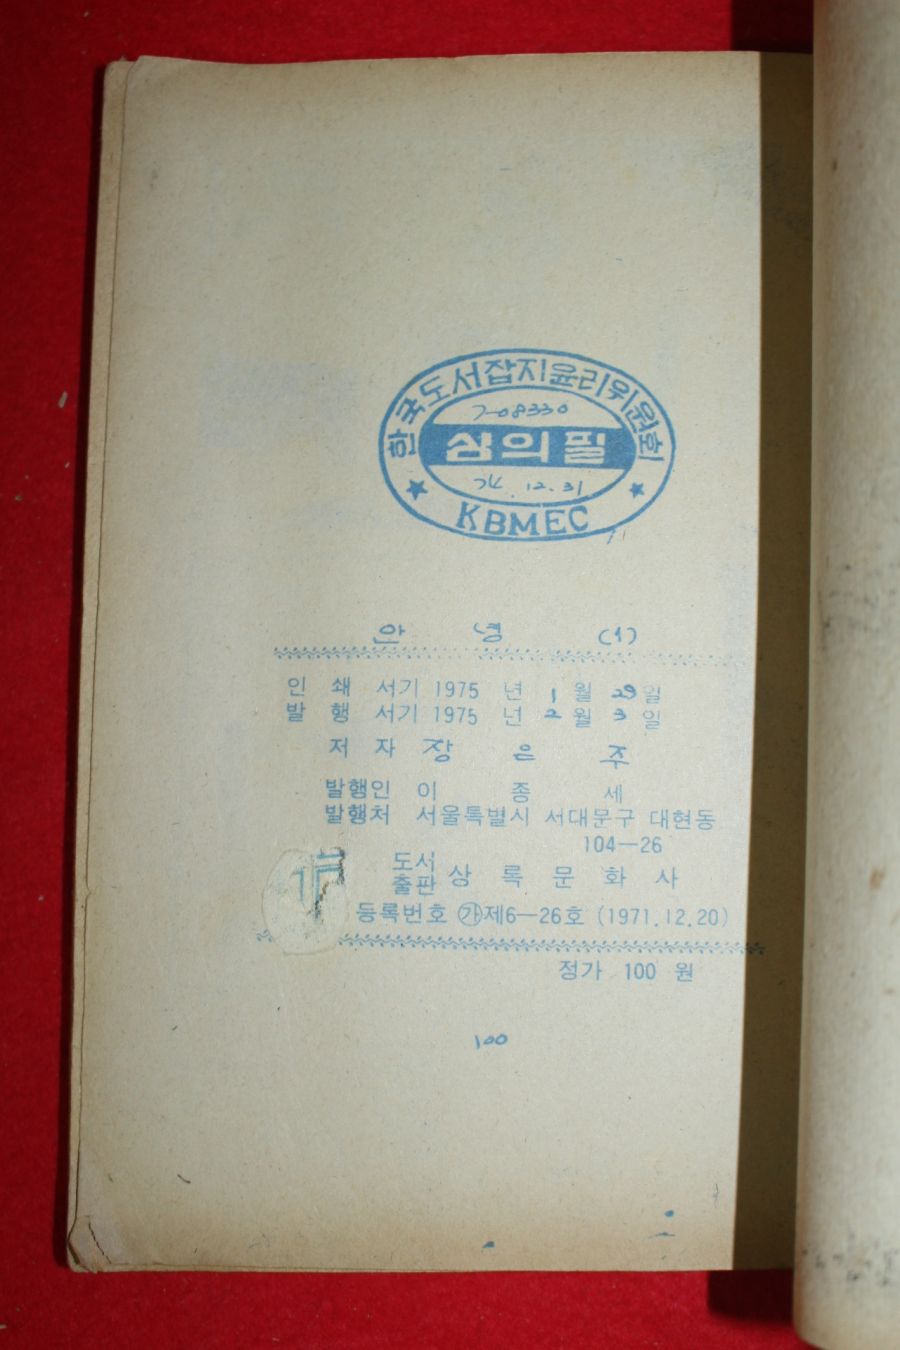 한국도서잡지윤리위원회
7-08330
심의필
74.12.31
KBMEC
안 녕 (1)
인 쇄 서기 1975 년 1 월 29 일
발 행 서기 1975 년 2 월 3 일
저 자 장 은 주
발행인 이 종 세
발행처 서울특별시 서대문구 대현동
104—26
도서출판 상 록 문 화 사
등록번호 ㉮제6—26호 (1971.12.20)
정가 100 원
100